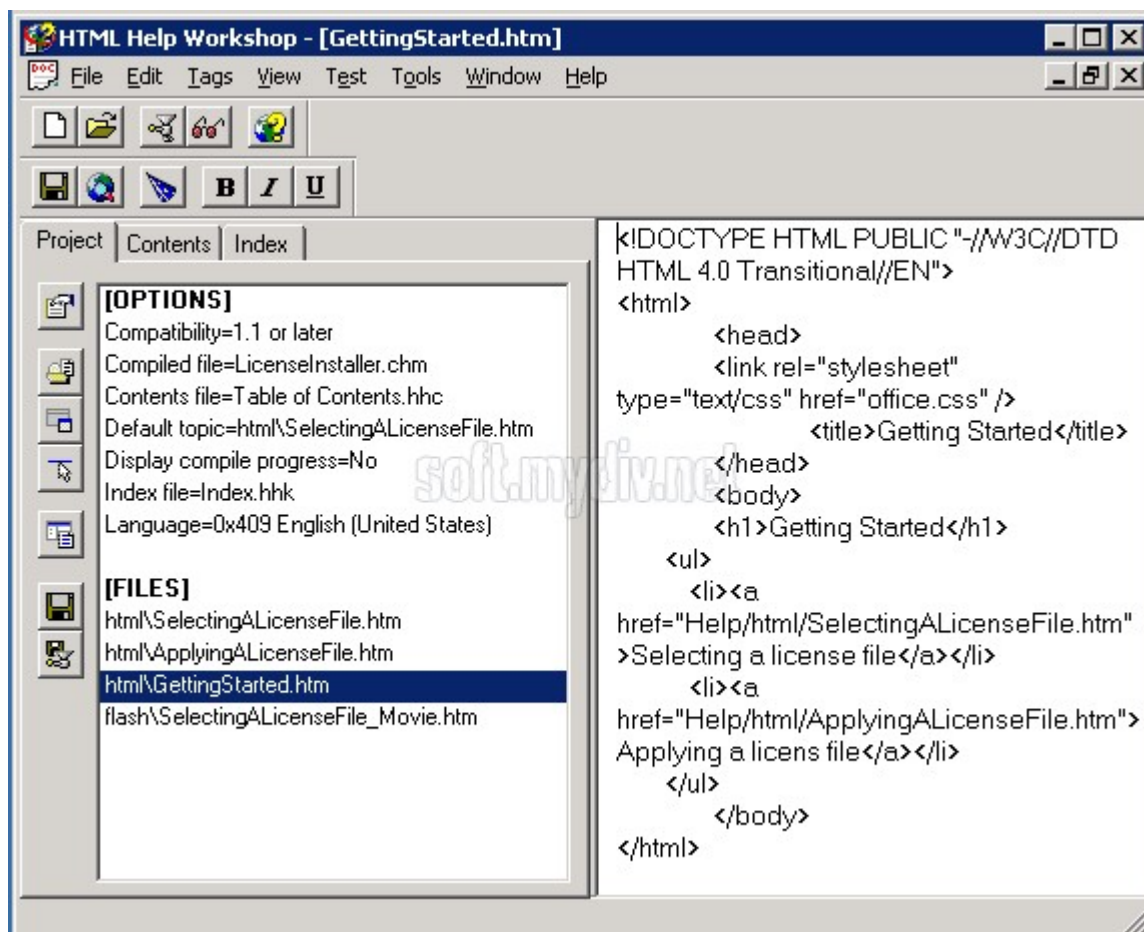 HTML Help Workshop - [GettingStarted.htm]
DOC File Edit Tags View Test Tools Window Help
B I U
Project Contents Index
[OPTIONS]
Compatibility=1.1 or later
Compiled file=LicenseInstaller.chm
Contents file=Table of Contents.hhc
Default topic=html\SelectingALicenseFile.htm
Display compile progress=No
Index file=Index.hhk
Language=0x409 English (United States)
[FILES]
html\SelectingALicenseFile.htm
html\ApplyingALicenseFile.htm
html\GettingStarted.htm
flash\SelectingALicenseFile_Movie.htm
<!DOCTYPE HTML PUBLIC "-//W3C//DTD
HTML 4.0 Transitional//EN">
<html>
<head>
<link rel="stylesheet"
type="text/css" href="office.css" />
<title>Getting Started</title>
</head>
<body>
<h1>Getting Started</h1>
<ul>
<li><a
href="Help/html/SelectingALicenseFile.htm"
>Selecting a license file</a></li>
<li><a
href="Help/html/ApplyingALicenseFile.htm">
Applying a licens file</a></li>
</ul>
</body>
</html>
soft.mydiv.net